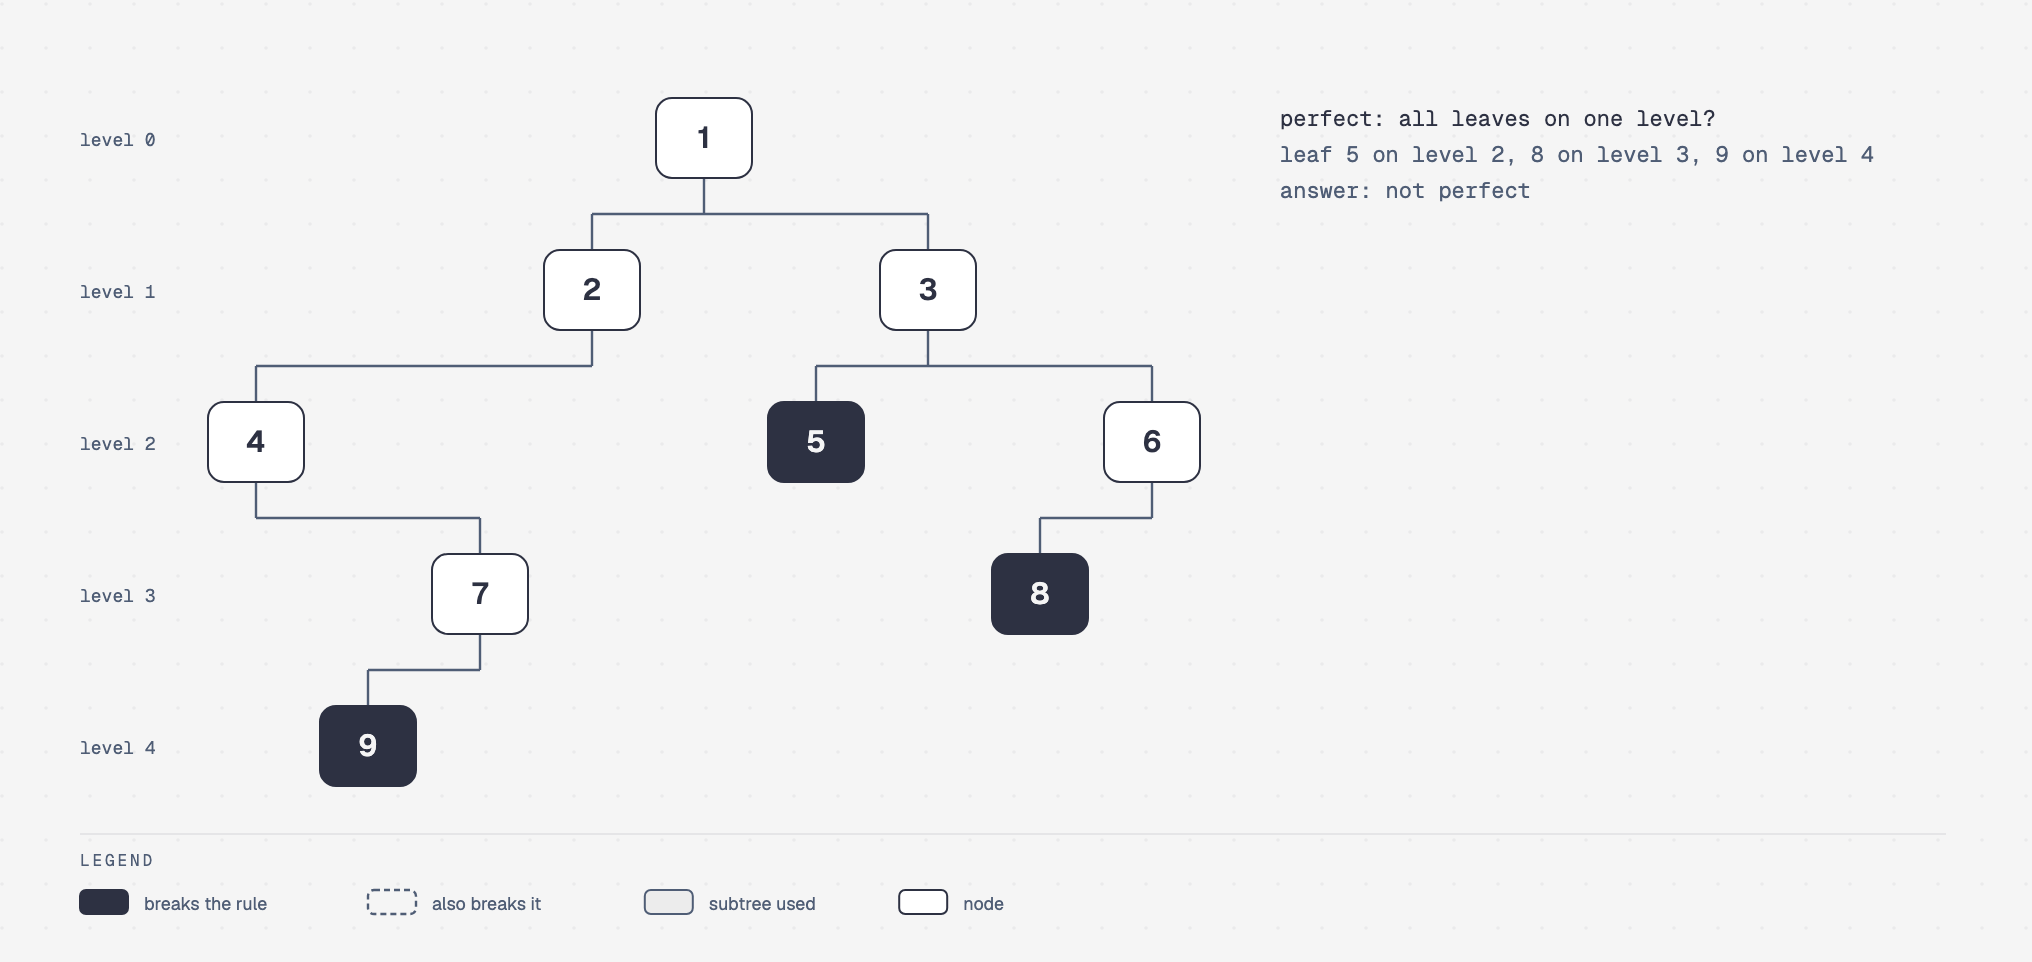 perfect: all leaves on one level?
leaf 5 on level 2, 8 on level 3, 9 on level 4
answer: not perfect
level 0
1
level 1
2
3
level 2
4
5
6
level 3
7
8
level 4
9
LEGEND
breaks the rule
also breaks it
subtree used
node